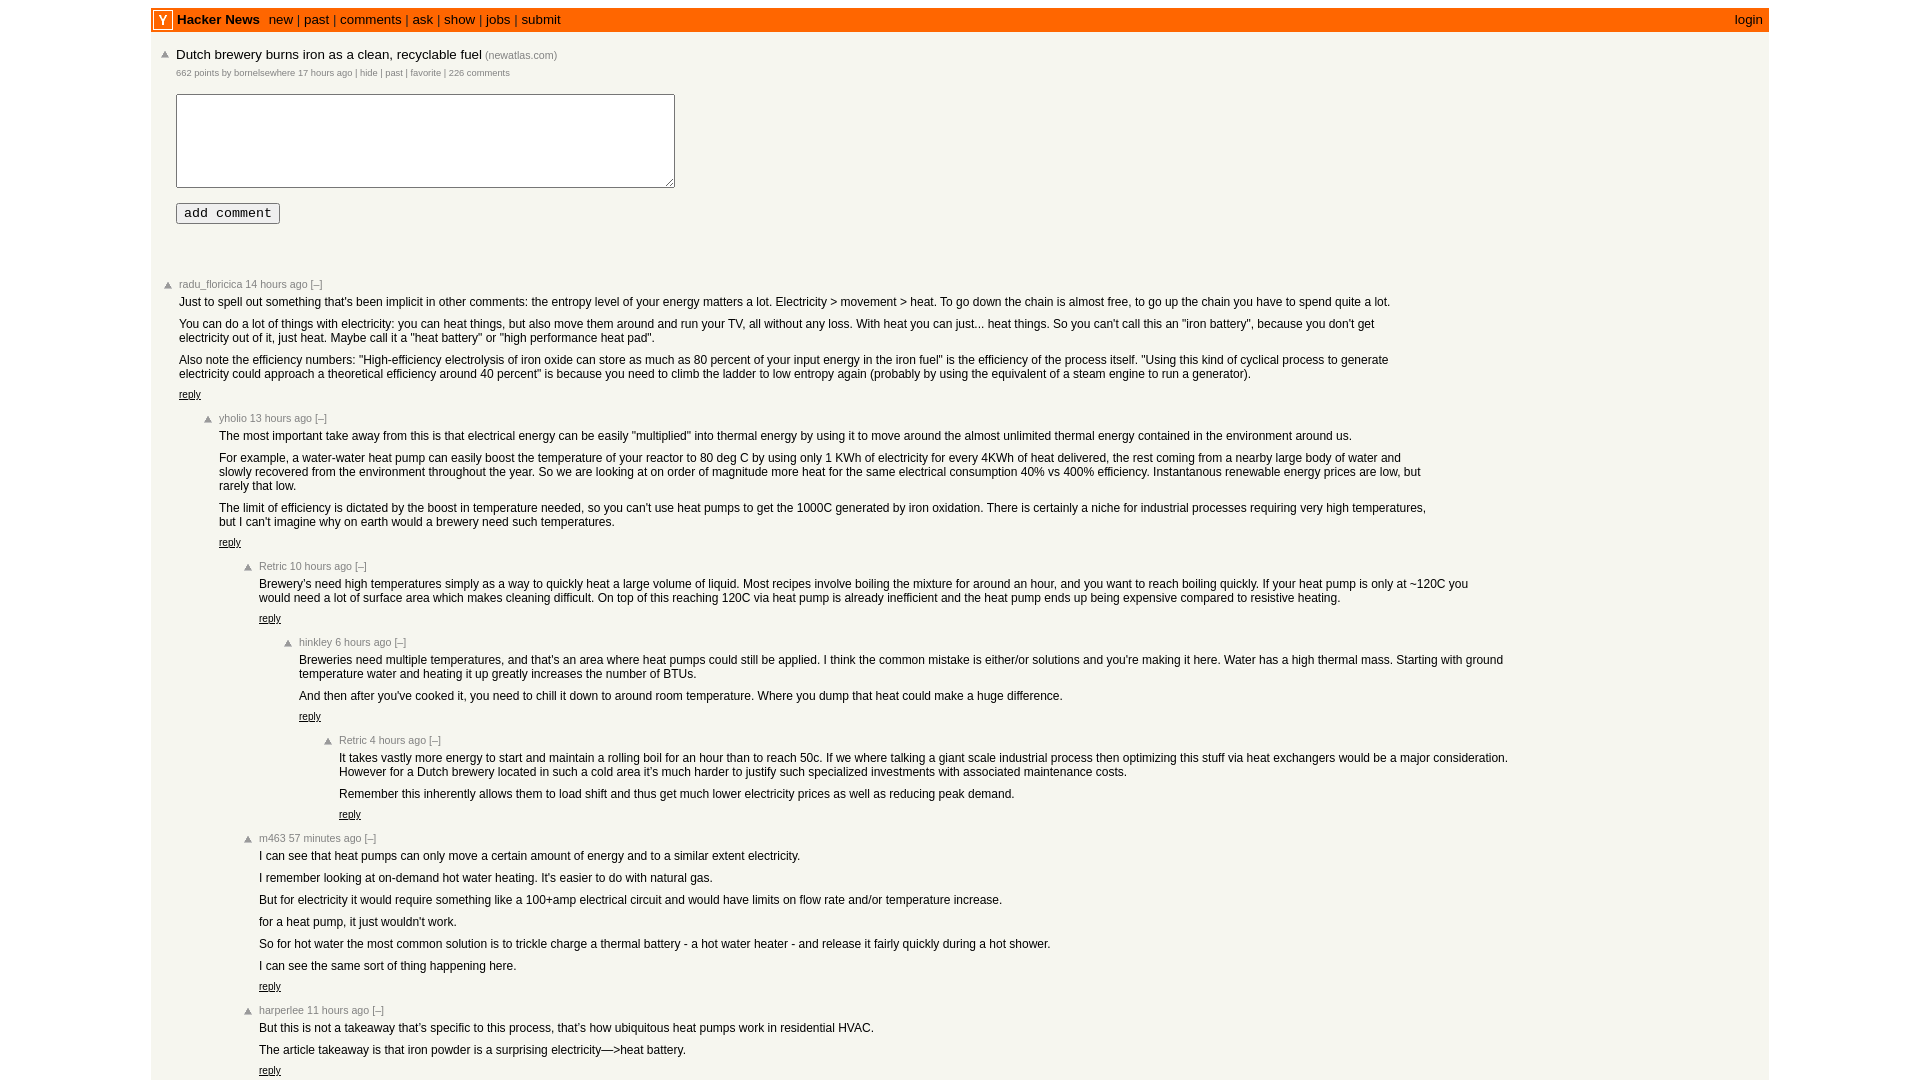 Y Hacker News new | past | comments | ask | show | jobs | submit login
Dutch brewery burns iron as a clean, recyclable fuel (newatlas.com)
662 points by bornelsewhere 17 hours ago | hide | past | favorite | 226 comments
add comment
radu_floricica 14 hours ago [–]
Just to spell out something that's been implicit in other comments: the entropy level of your energy matters a lot. Electricity > movement > heat. To go down the chain is almost free, to go up the chain you have to spend quite a lot.
You can do a lot of things with electricity: you can heat things, but also move them around and run your TV, all without any loss. With heat you can just... heat things. So you can't call this an "iron battery", because you don't get
electricity out of it, just heat. Maybe call it a "heat battery" or "high performance heat pad".
Also note the efficiency numbers: "High-efficiency electrolysis of iron oxide can store as much as 80 percent of your input energy in the iron fuel" is the efficiency of the process itself. "Using this kind of cyclical process to generate
electricity could approach a theoretical efficiency around 40 percent" is because you need to climb the ladder to low entropy again (probably by using the equivalent of a steam engine to run a generator).
reply
yholio 13 hours ago [–]
The most important take away from this is that electrical energy can be easily "multiplied" into thermal energy by using it to move around the almost unlimited thermal energy contained in the environment around us.
For example, a water-water heat pump can easily boost the temperature of your reactor to 80 deg C by using only 1 KWh of electricity for every 4KWh of heat delivered, the rest coming from a nearby large body of water and
slowly recovered from the environment throughout the year. So we are looking at on order of magnitude more heat for the same electrical consumption 40% vs 400% efficiency. Instantanous renewable energy prices are low, but
rarely that low.
The limit of efficiency is dictated by the boost in temperature needed, so you can't use heat pumps to get the 1000C generated by iron oxidation. There is certainly a niche for industrial processes requiring very high temperatures,
but I can't imagine why on earth would a brewery need such temperatures.
reply
Retric 10 hours ago [–]
Brewery’s need high temperatures simply as a way to quickly heat a large volume of liquid. Most recipes involve boiling the mixture for around an hour, and you want to reach boiling quickly. If your heat pump is only at ~120C you
would need a lot of surface area which makes cleaning difficult. On top of this reaching 120C via heat pump is already inefficient and the heat pump ends up being expensive compared to resistive heating.
reply
hinkley 6 hours ago [–]
Breweries need multiple temperatures, and that's an area where heat pumps could still be applied. I think the common mistake is either/or solutions and you're making it here. Water has a high thermal mass. Starting with ground
temperature water and heating it up greatly increases the number of BTUs.
And then after you've cooked it, you need to chill it down to around room temperature. Where you dump that heat could make a huge difference.
reply
Retric 4 hours ago [–]
It takes vastly more energy to start and maintain a rolling boil for an hour than to reach 50c. If we where talking a giant scale industrial process then optimizing this stuff via heat exchangers would be a major consideration.
However for a Dutch brewery located in such a cold area it’s much harder to justify such specialized investments with associated maintenance costs.
Remember this inherently allows them to load shift and thus get much lower electricity prices as well as reducing peak demand.
reply
m463 57 minutes ago [–]
I can see that heat pumps can only move a certain amount of energy and to a similar extent electricity.
I remember looking at on-demand hot water heating. It's easier to do with natural gas.
But for electricity it would require something like a 100+amp electrical circuit and would have limits on flow rate and/or temperature increase.
for a heat pump, it just wouldn't work.
So for hot water the most common solution is to trickle charge a thermal battery - a hot water heater - and release it fairly quickly during a hot shower.
I can see the same sort of thing happening here.
reply
harperlee 11 hours ago [–]
But this is not a takeaway that’s specific to this process, that’s how ubiquitous heat pumps work in residential HVAC.
The article takeaway is that iron powder is a surprising electricity—>heat battery.
reply